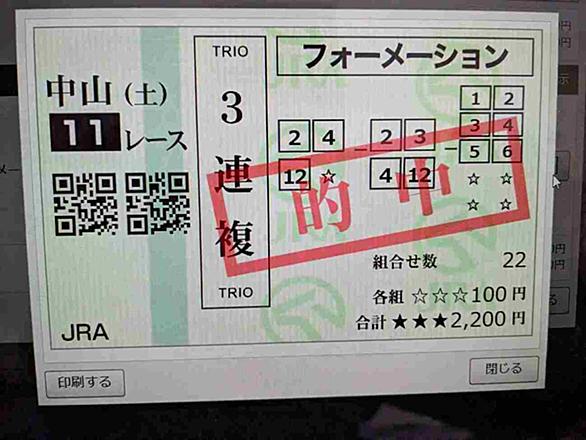 中山(土)
11レース
JRA
TRIO
3連複
TRIO
フォーメーション
2 4 12 ☆
－
2 3 4 12
－
1 2 3 4 5 6 ☆ ☆ ☆ ☆
的中
組合せ数 22
各組 ☆☆☆100円
合計 ★★★2,200円
印刷する
閉じる